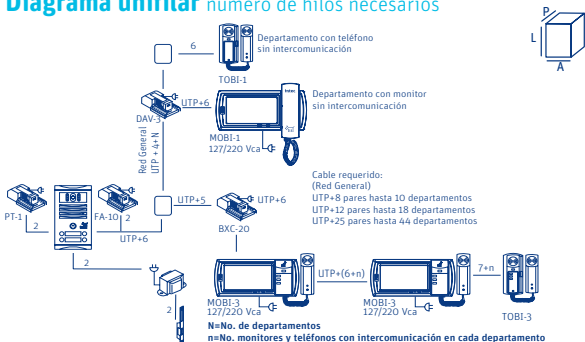 Diagrama unifilar número de hilos necesarios
P
L
A
6
Departamento con teléfono
sin intercomunicación
TOBI-1
UTP+6
DAV-3
intec
Departamento con monitor
sin intercomunicación
MOBI-1
127/220 Vca
Red General
UTP + 4+N
Cable requerido:
(Red General)
UTP+8 pares hasta 10 departamentos
UTP+12 pares hasta 18 departamentos
UTP+25 pares hasta 44 departamentos
UTP+5
UTP+6
BXC-20
PT-1
2
FA-10
2
UTP+6
2
2
UTP+(6+n)
7+n
MOBI-3
127/220 Vca
MOBI-3
127/220 Vca
TOBI-3
N=No. de departamentos
n=No. monitores y teléfonos con intercomunicación en cada departamento